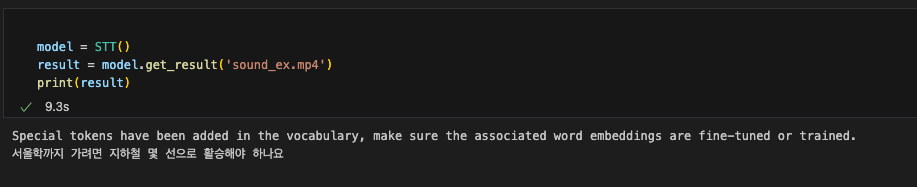 model = STT()
result = model.get_result('sound_ex.mp4')
print(result)
9.3s
Special tokens have been added in the vocabulary, make sure the associated word embeddings are fine-tuned or trained.
서울학까지 가려면 지하철 몇 선으로 활승해야 하나요